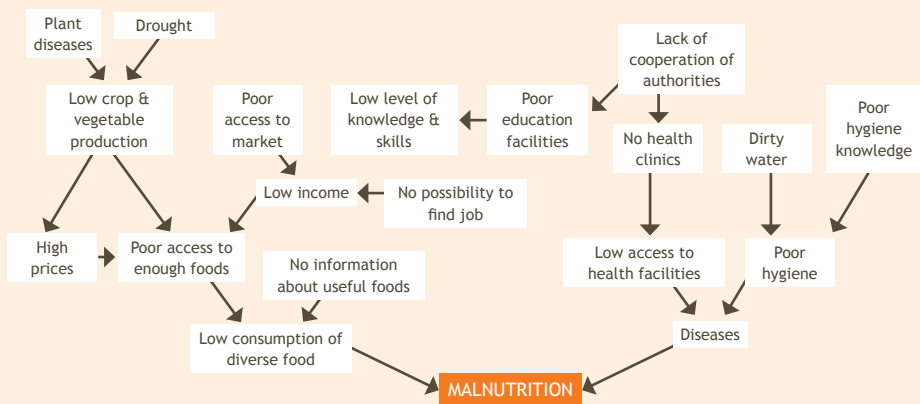 Plant
diseases
Drought
Lack of
cooperation of
authorities
Low crop &
vegetable
production
Poor
access to
market
Low level of
knowledge &
skills
Poor
education
facilities
No health
clinics
Dirty
water
Poor
hygiene
knowledge
Low income
No possibility to
find job
High
prices
Poor access to
enough foods
No information
about useful foods
Low access to
health facilities
Poor
hygiene
Low consumption of
diverse food
Diseases
MALNUTRITION